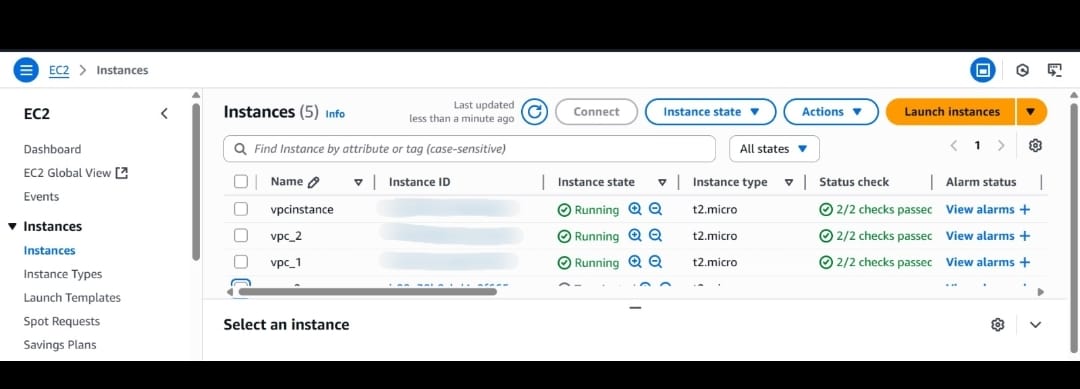 EC2 > Instances
EC2
Dashboard
EC2 Global View
Events
Instances
Instances
Instance Types
Launch Templates
Spot Requests
Savings Plans
Instances (5) Info
Last updated
less than a minute ago
Connect
Instance state
Actions
Launch instances
Find Instance by attribute or tag (case-sensitive)
All states
1
Name Instance ID Instance state Instance type Status check Alarm status
vpcinstance Running t2.micro 2/2 checks passec View alarms +
vpc_2 Running t2.micro 2/2 checks passec View alarms +
vpc_1 Running t2.micro 2/2 checks passec View alarms +
Select an instance